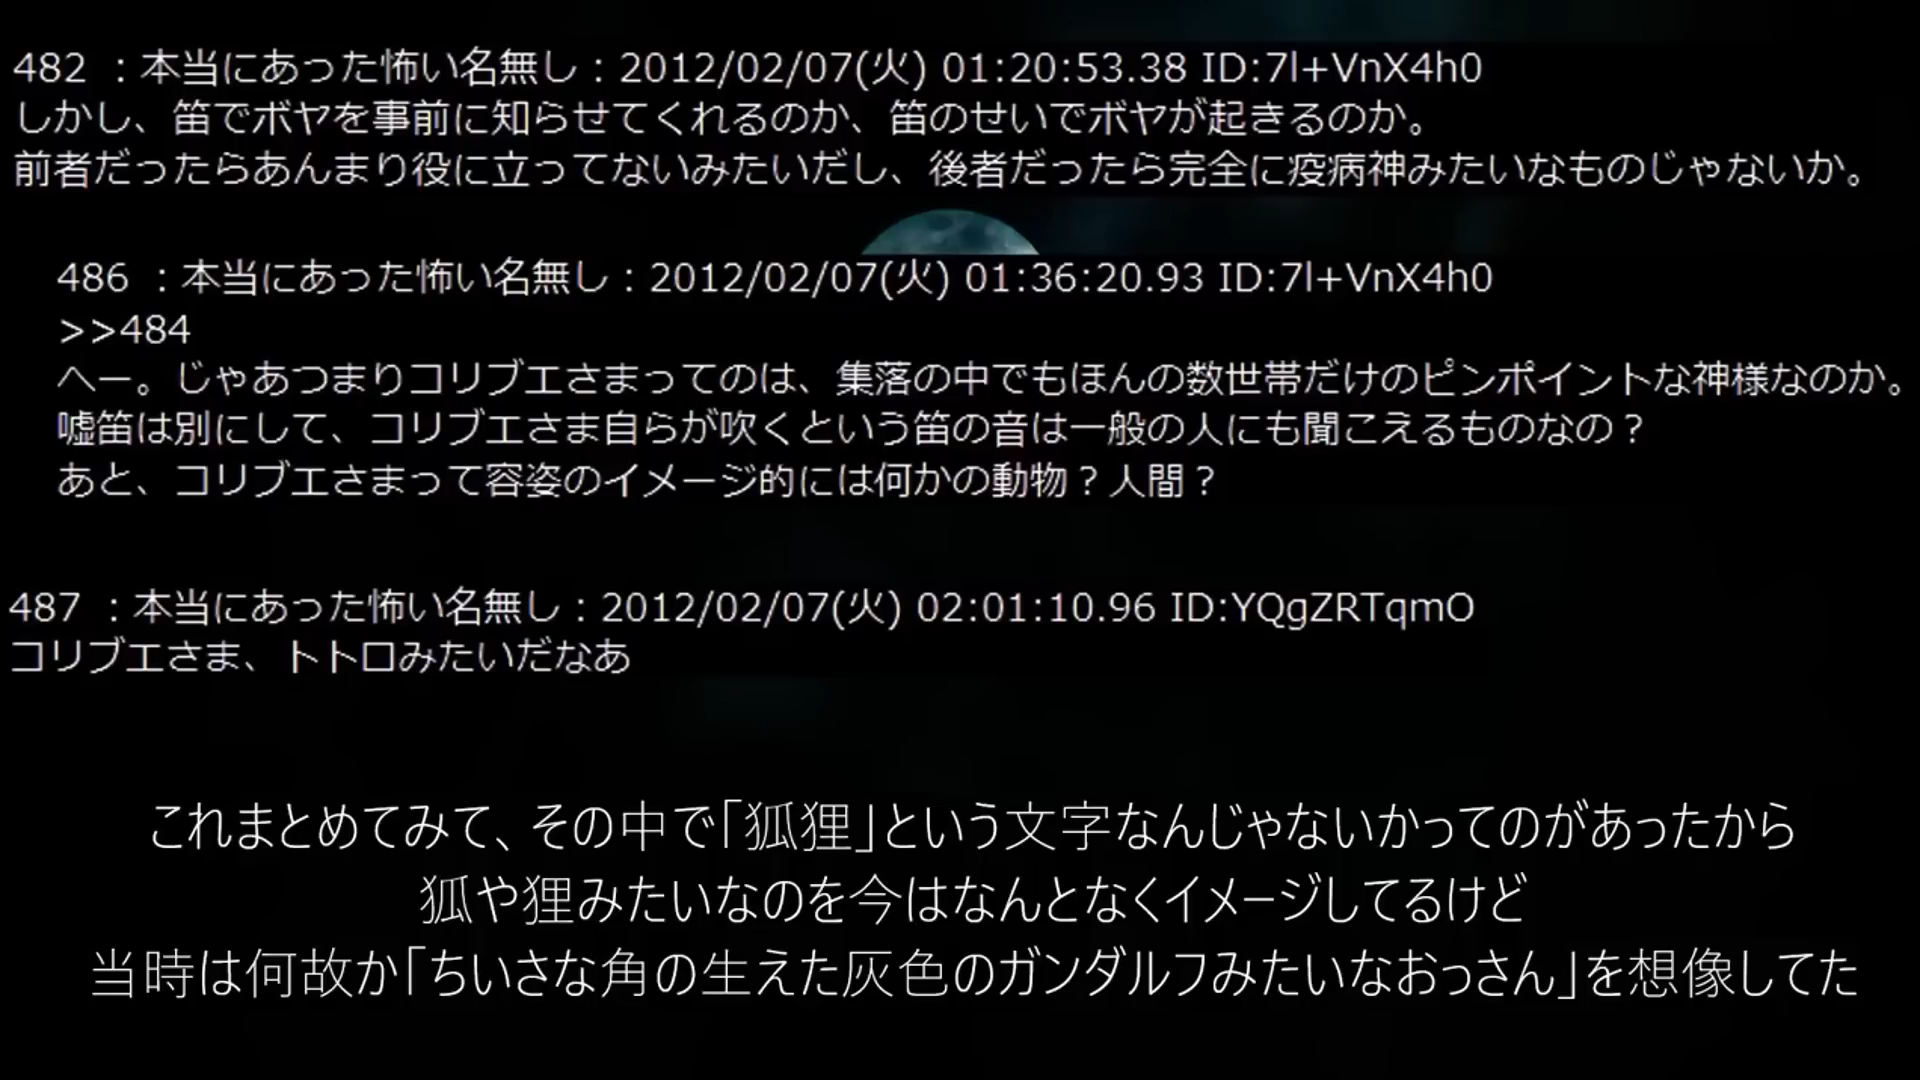 482 ：本当にあった怖い名無し：2012/02/07(火) 01:20:53.38 ID:7l+VnX4h0
しかし、笛でボヤを事前に知らせてくれるのか、笛のせいでボヤが起きるのか。
前者だったらあんまり役に立ってないみたいだし、後者だったら完全に疫病神みたいなものじゃないか。
486 ：本当にあった怖い名無し：2012/02/07(火) 01:36:20.93 ID:7l+VnX4h0
>>484
へー。じゃあつまりコリブエさまってのは、集落の中でもほんの数世帯だけのピンポイントな神様なのか。
嘘笛は別にして、コリブエさま自らが吹くという笛の音は一般の人にも聞こえるものなの？
あと、コリブエさまって容姿のイメージ的には何かの動物？人間？
487 ：本当にあった怖い名無し：2012/02/07(火) 02:01:10.96 ID:YQgZRTqmO
コリブエさま、トトロみたいだなあ
これまとめてみて、その中で「狐狸」という文字なんじゃないかってのがあったから
狐や狸みたいなのを今はなんとなくイメージしてるけど
当時は何故か「ちいさな角の生えた灰色のガンダルフみたいなおっさん」を想像してた